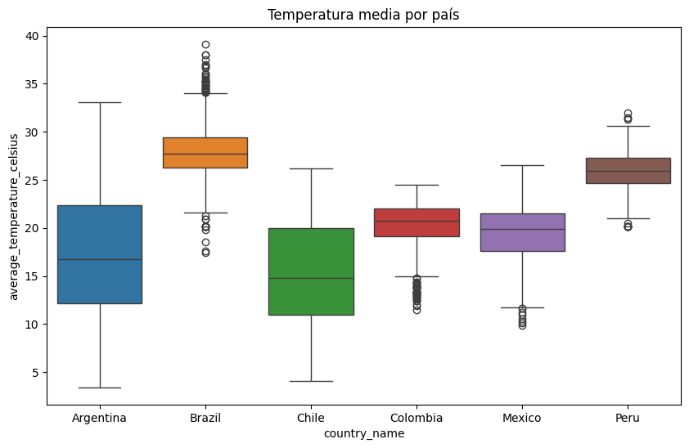 Temperatura media por país
average_temperature_celsius
40
35
30
25
20
15
10
5
Argentina Brazil Chile Colombia Mexico Peru
country_name